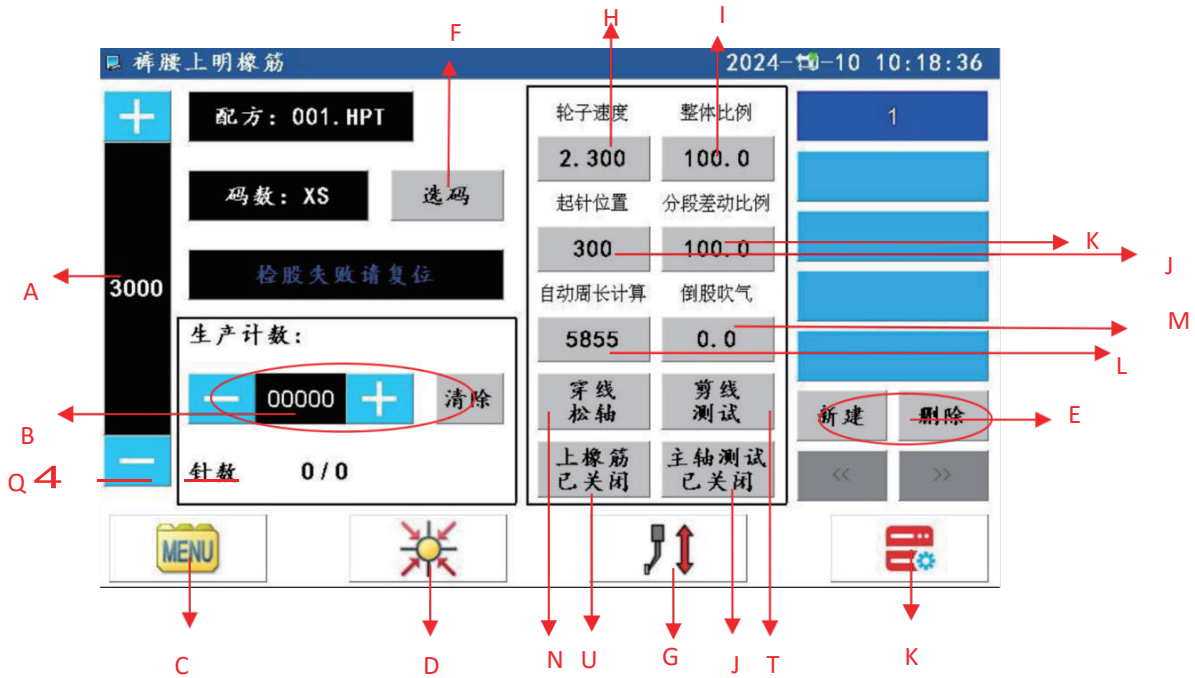 H
I
F
裤腰上明橡筋
2024- -10 10:18:36
配方: 001.HPT
轮子速度
整体比例
1
2.300
100.0
码数: XS
选码
起针位置
分段差动比例
300
100.0
K
J
A
3000
检股失败请复位
自动周长计算
倒股吹气
M
生产计数:
5855
0.0
L
00000
清除
穿线
松轴
剪线
测试
新建
删除
E
B
Q 4
针数 0/0
上橡筋
已关闭
主轴测试
已关闭
<<
>>
MENU
C
D
N
U
G
J
T
K